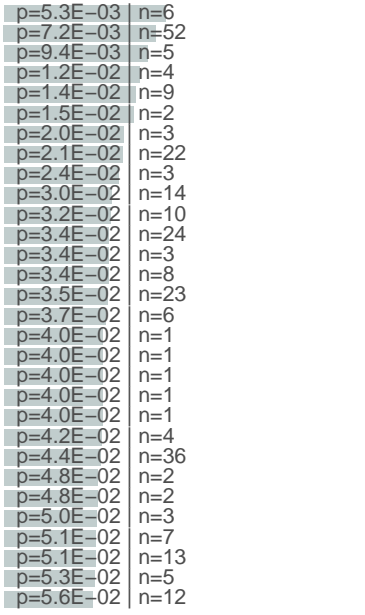 p=5.3E−03 | n=6
p=7.2E−03 | n=52
p=9.4E−03 | n=5
p=1.2E−02 | n=4
p=1.4E−02 | n=9
p=1.5E−02 | n=2
p=2.0E−02 | n=3
p=2.1E−02 | n=22
p=2.4E−02 | n=3
p=3.0E−02 | n=14
p=3.2E−02 | n=10
p=3.4E−02 | n=24
p=3.4E−02 | n=3
p=3.4E−02 | n=8
p=3.5E−02 | n=23
p=3.7E−02 | n=6
p=4.0E−02 | n=1
p=4.0E−02 | n=1
p=4.0E−02 | n=1
p=4.0E−02 | n=1
p=4.0E−02 | n=1
p=4.2E−02 | n=4
p=4.4E−02 | n=36
p=4.8E−02 | n=2
p=4.8E−02 | n=2
p=5.0E−02 | n=3
p=5.1E−02 | n=7
p=5.1E−02 | n=13
p=5.3E−02 | n=5
p=5.6E−02 | n=12